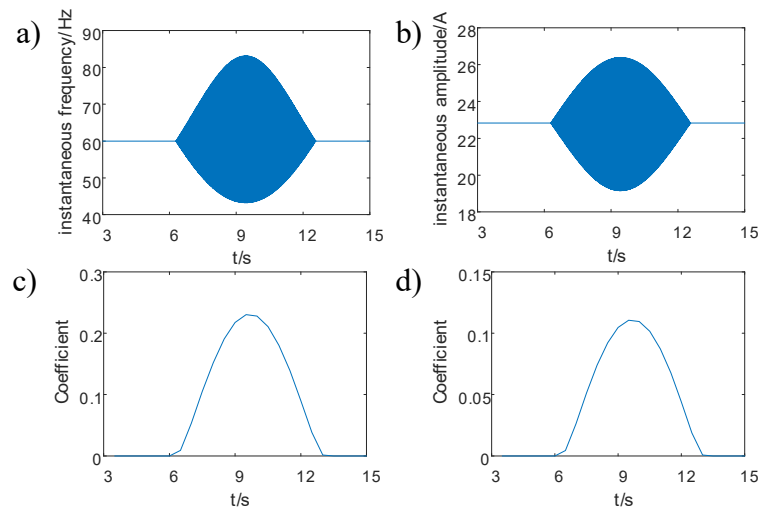 a)
instantaneous frequency/Hz
90
80
70
60
50
40
3 6 9 12 15
t/s
b)
instantaneous amplitude/A
28
26
24
22
20
18
3 6 9 12 15
t/s
c)
Coefficient
0.3
0.2
0.1
0
3 6 9 12 15
t/s
d)
Coefficient
0.15
0.1
0.05
0
3 6 9 12 15
t/s